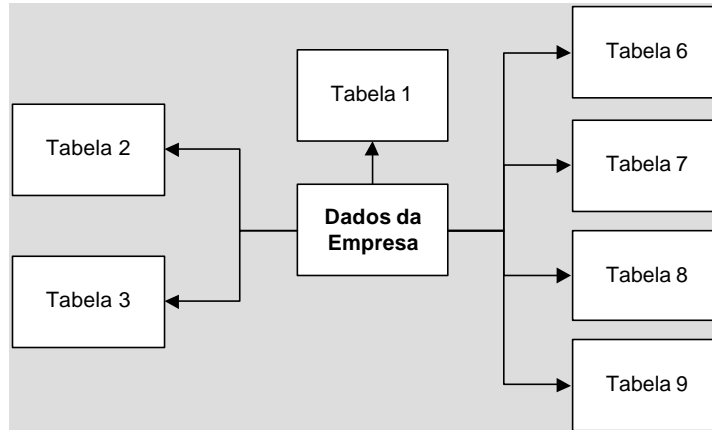 Tabela 6
Tabela 1
Tabela 2
Tabela 7
Dados da
Empresa
Tabela 3
Tabela 8
Tabela 9